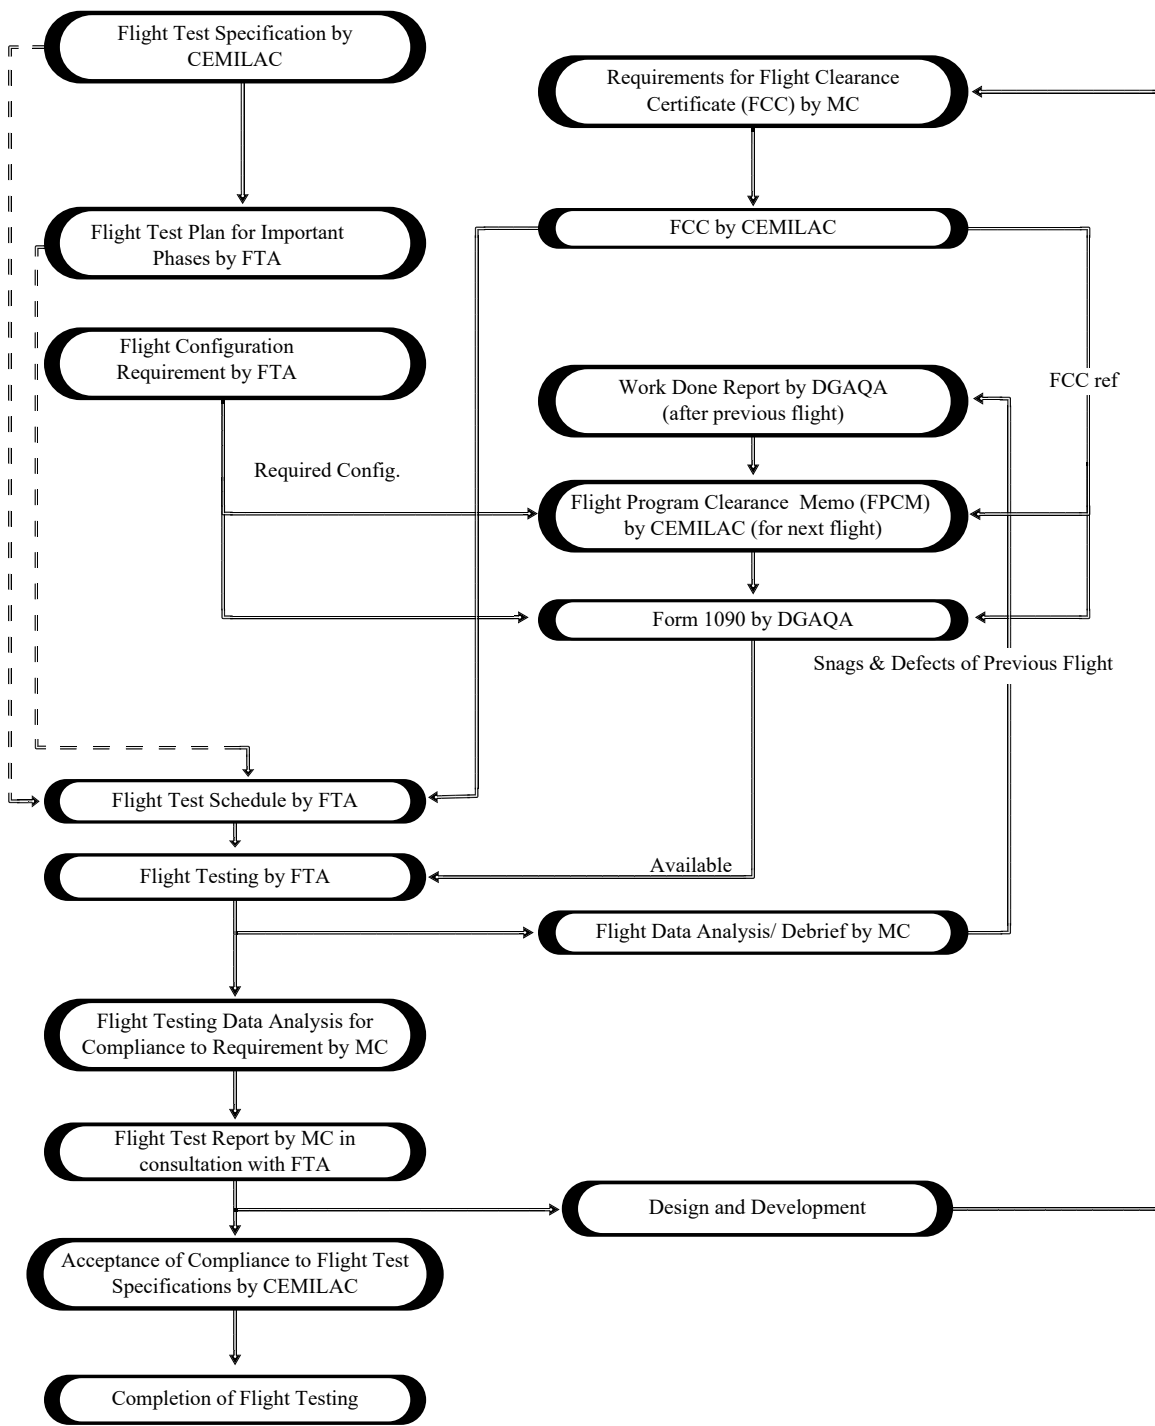 Flight Test Specification by
CEMILAC
Requirements for Flight Clearance
Certificate (FCC) by MC
Flight Test Plan for Important
Phases by FTA
FCC by CEMILAC
Flight Configuration
Requirement by FTA
Work Done Report by DGAQA
(after previous flight)
FCC ref
Required Config.
Flight Program Clearance Memo (FPCM)
by CEMILAC (for next flight)
Form 1090 by DGAQA
Snags & Defects of Previous Flight
Flight Test Schedule by FTA
Available
Flight Testing by FTA
Flight Data Analysis/ Debrief by MC
Flight Testing Data Analysis for
Compliance to Requirement by MC
Flight Test Report by MC in
consultation with FTA
Design and Development
Acceptance of Compliance to Flight Test
Specifications by CEMILAC
Completion of Flight Testing